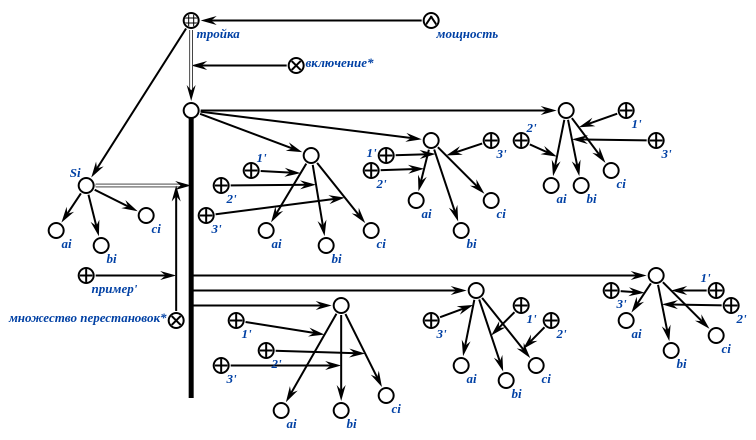 тройка
мощность
включение*
Si
ai
bi
ci
пример'
множество перестановок*
1'
2'
3'
ai
bi
ci
1'
2'
3'
ai
bi
ci
2'
1'
3'
ai
bi
ci
1'
2'
3'
ai
bi
ci
3'
1'
2'
ai
bi
ci
3'
1'
2'
ai
bi
ci